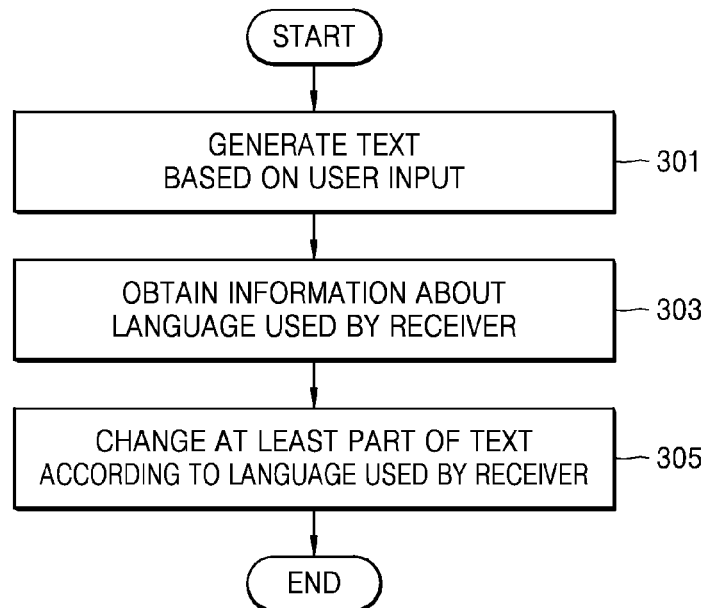 START
GENERATE TEXT
BASED ON USER INPUT
301
OBTAIN INFORMATION ABOUT
LANGUAGE USED BY RECEIVER
303
CHANGE AT LEAST PART OF TEXT
ACCORDING TO LANGUAGE USED BY RECEIVER
305
END